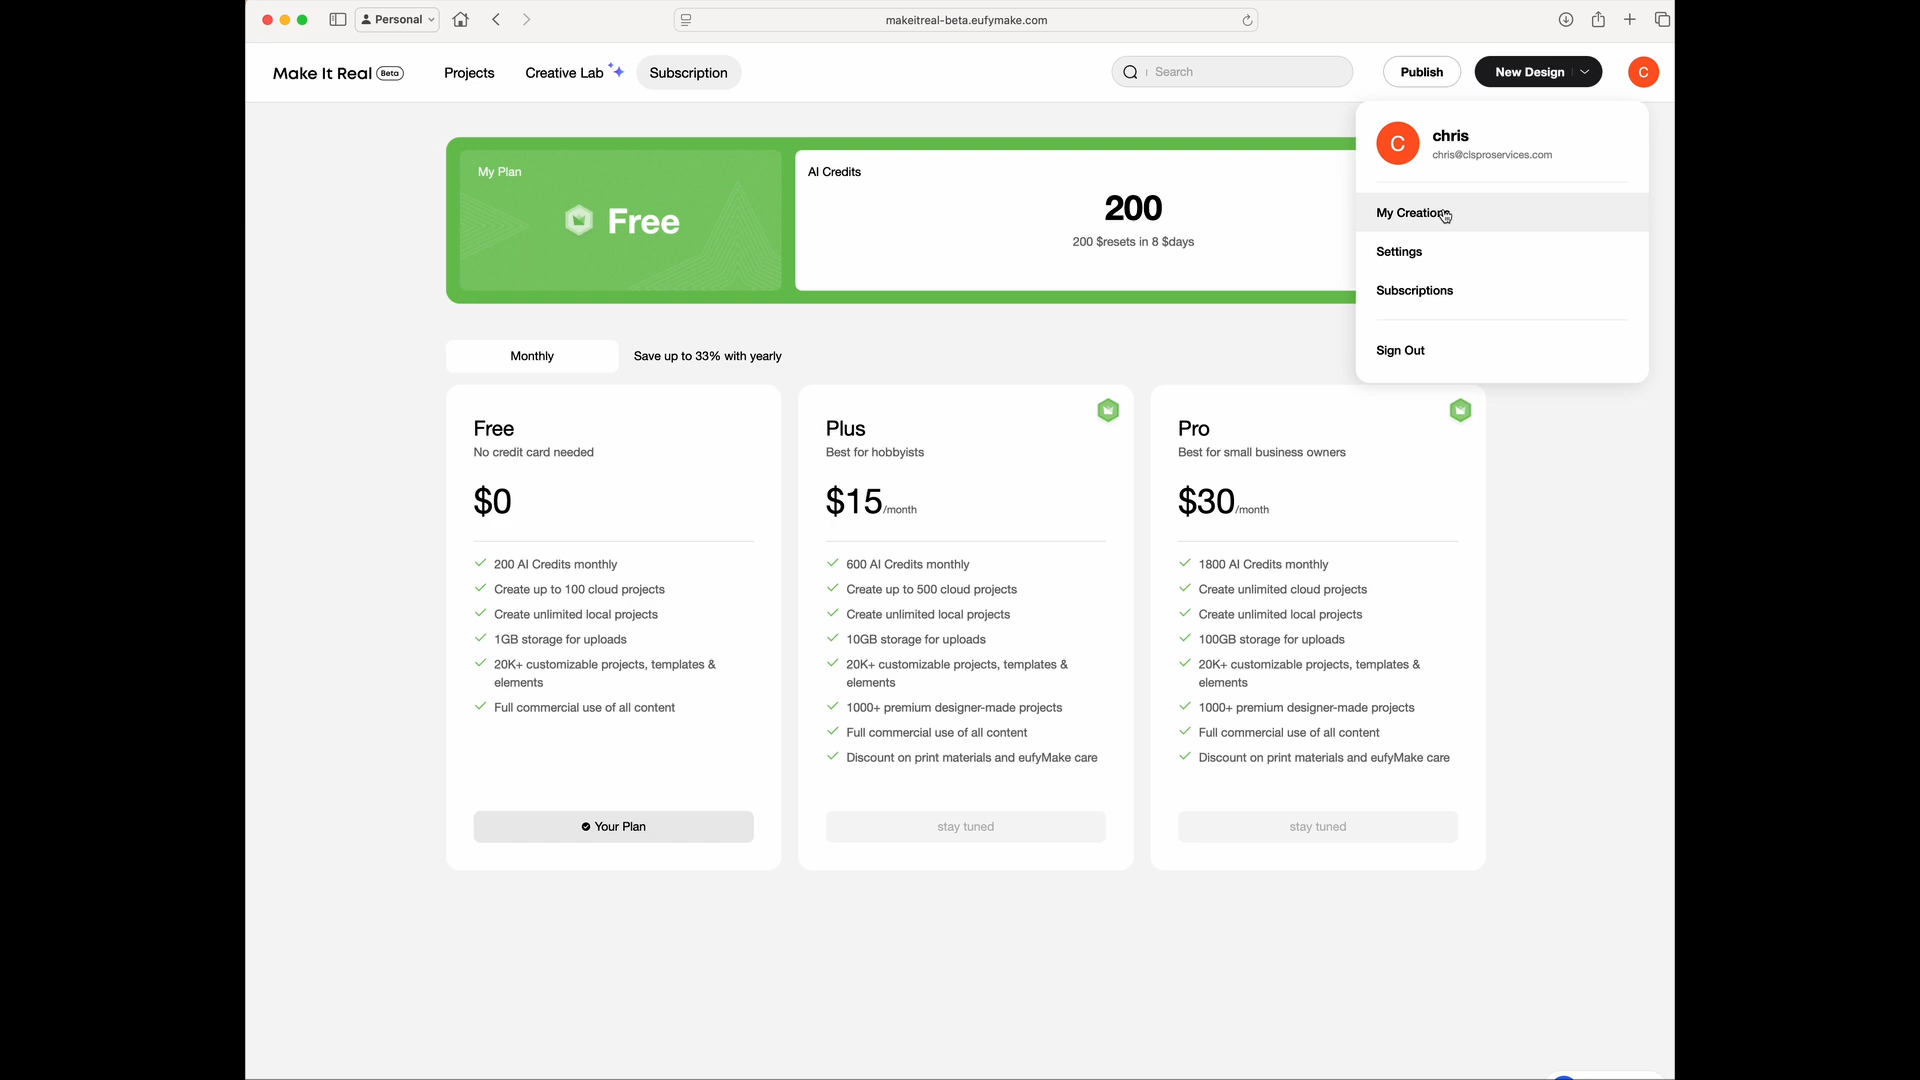 Personal
makeitreal-beta.eufymake.com
Make It Real Beta
Projects
Creative Lab
Subscription
Search
Publish
New Design
C
C
chris
chris@clsproservices.com
My Creations
Settings
Subscriptions
Sign Out
My Plan
Free
AI Credits
200
200 $resets in 8 $days
Monthly
Save up to 33% with yearly
Free
No credit card needed
$0
200 AI Credits monthly
Create up to 100 cloud projects
Create unlimited local projects
1GB storage for uploads
20K+ customizable projects, templates &
elements
Full commercial use of all content
Your Plan
Plus
Best for hobbyists
$15/month
600 AI Credits monthly
Create up to 500 cloud projects
Create unlimited local projects
10GB storage for uploads
20K+ customizable projects, templates &
elements
1000+ premium designer-made projects
Full commercial use of all content
Discount on print materials and eufyMake care
stay tuned
Pro
Best for small business owners
$30/month
1800 AI Credits monthly
Create unlimited cloud projects
Create unlimited local projects
100GB storage for uploads
20K+ customizable projects, templates &
elements
1000+ premium designer-made projects
Full commercial use of all content
Discount on print materials and eufyMake care
stay tuned